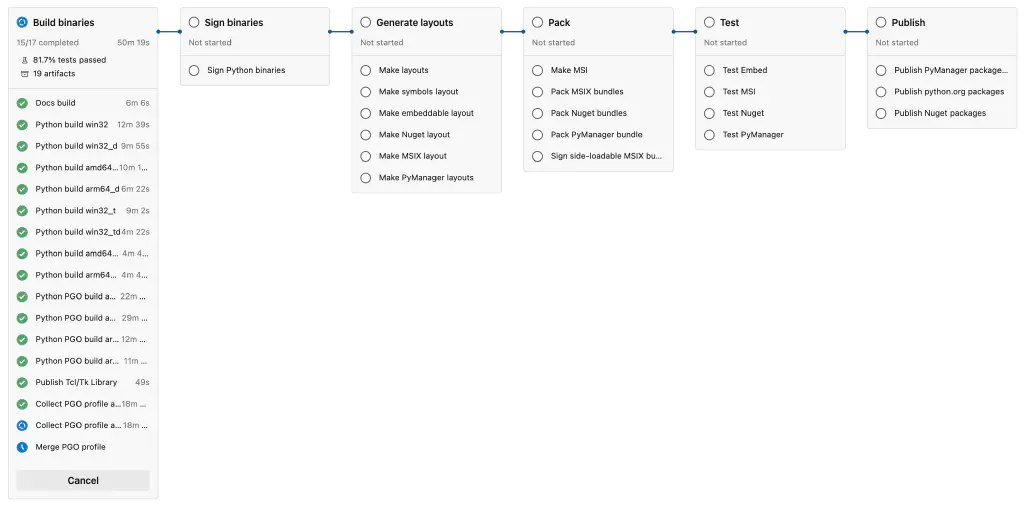 Build binaries
15/17 completed 50m 19s
81.7% tests passed
19 artifacts
Docs build 6m 6s
Python build win32 12m 39s
Python build win32_d 9m 55s
Python build amd64... 10m 1...
Python build arm64_d 6m 22s
Python build win32_t 9m 2s
Python build win32_td 4m 22s
Python build amd64... 4m 4...
Python build arm64... 4m 4...
Python PGO build a... 22m ...
Python PGO build a... 29m ...
Python PGO build ar... 12m ...
Python PGO build ar... 11m ...
Publish Tcl/Tk Library 49s
Collect PGO profile a... 18m ...
Collect PGO profile a... 18m ...
Merge PGO profile
Cancel
Sign binaries
Not started
Sign Python binaries
Generate layouts
Not started
Make layouts
Make symbols layout
Make embeddable layout
Make Nuget layout
Make MSIX layout
Make PyManager layouts
Pack
Not started
Make MSI
Pack MSIX bundles
Pack Nuget bundles
Pack PyManager bundle
Sign side-loadable MSIX bu...
Test
Not started
Test Embed
Test MSI
Test Nuget
Test PyManager
Publish
Not started
Publish PyManager package...
Publish python.org packages
Publish Nuget packages